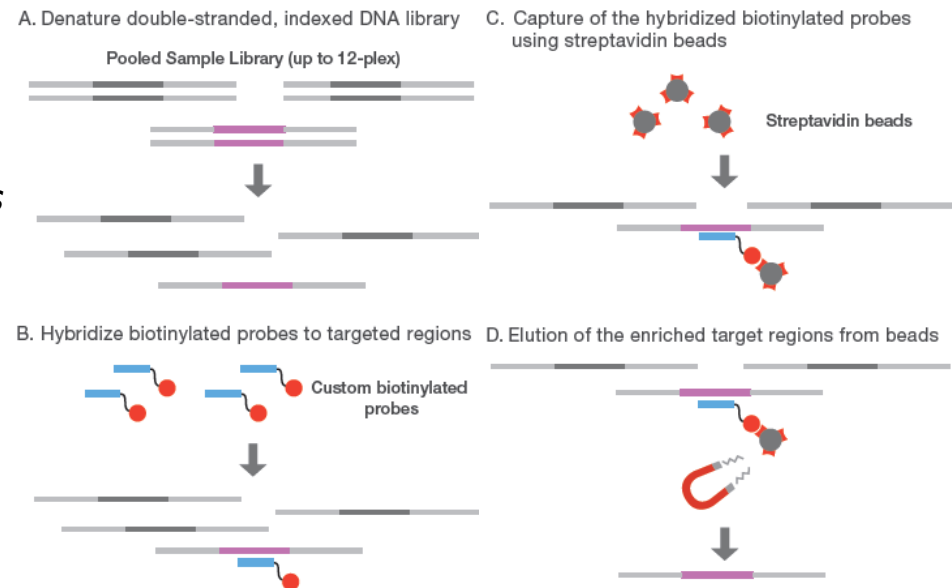 A. Denature double-stranded, indexed DNA library
Pooled Sample Library (up to 12-plex)
s
B. Hybridize biotinylated probes to targeted regions
Custom biotinylated
probes
C. Capture of the hybridized biotinylated probes
using streptavidin beads
Streptavidin beads
D. Elution of the enriched target regions from beads